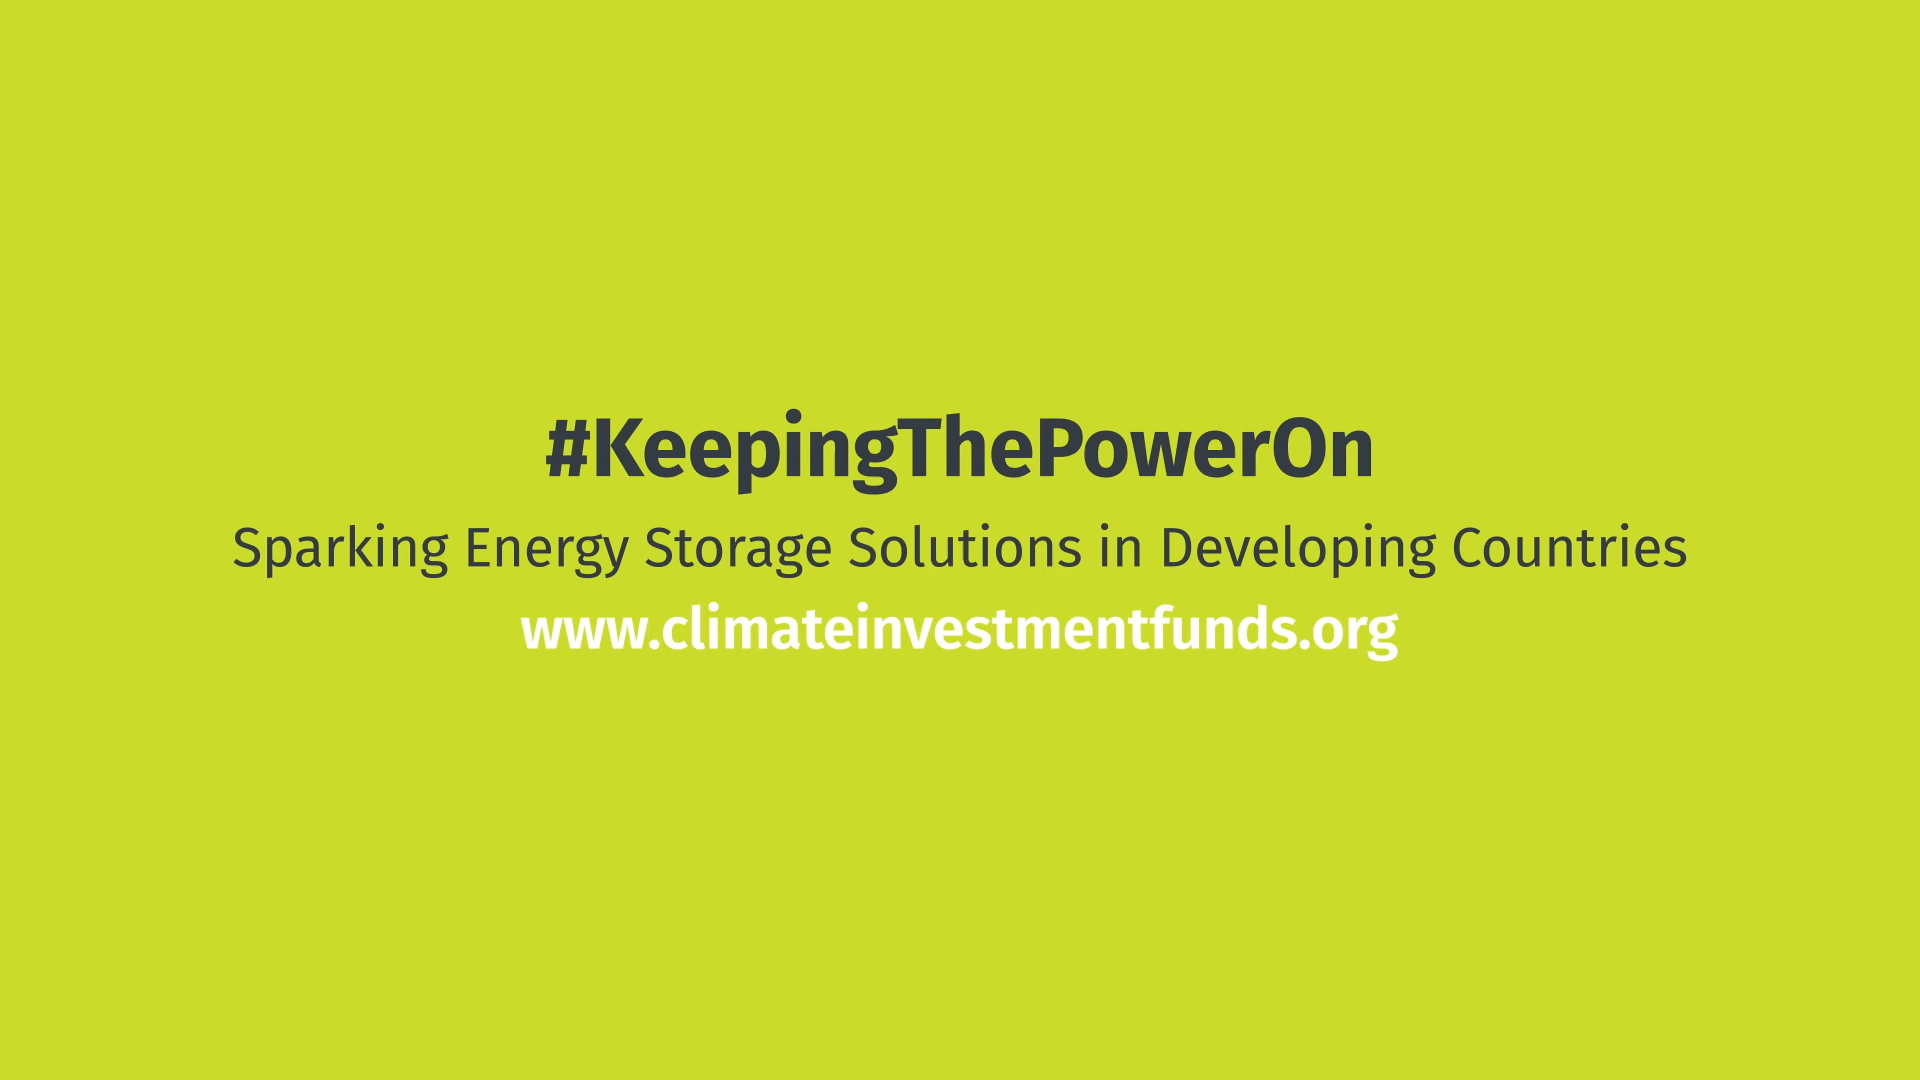 #KeepingThePowerOn
Sparking Energy Storage Solutions in Developing Countries
www.climateinvestmentfunds.org